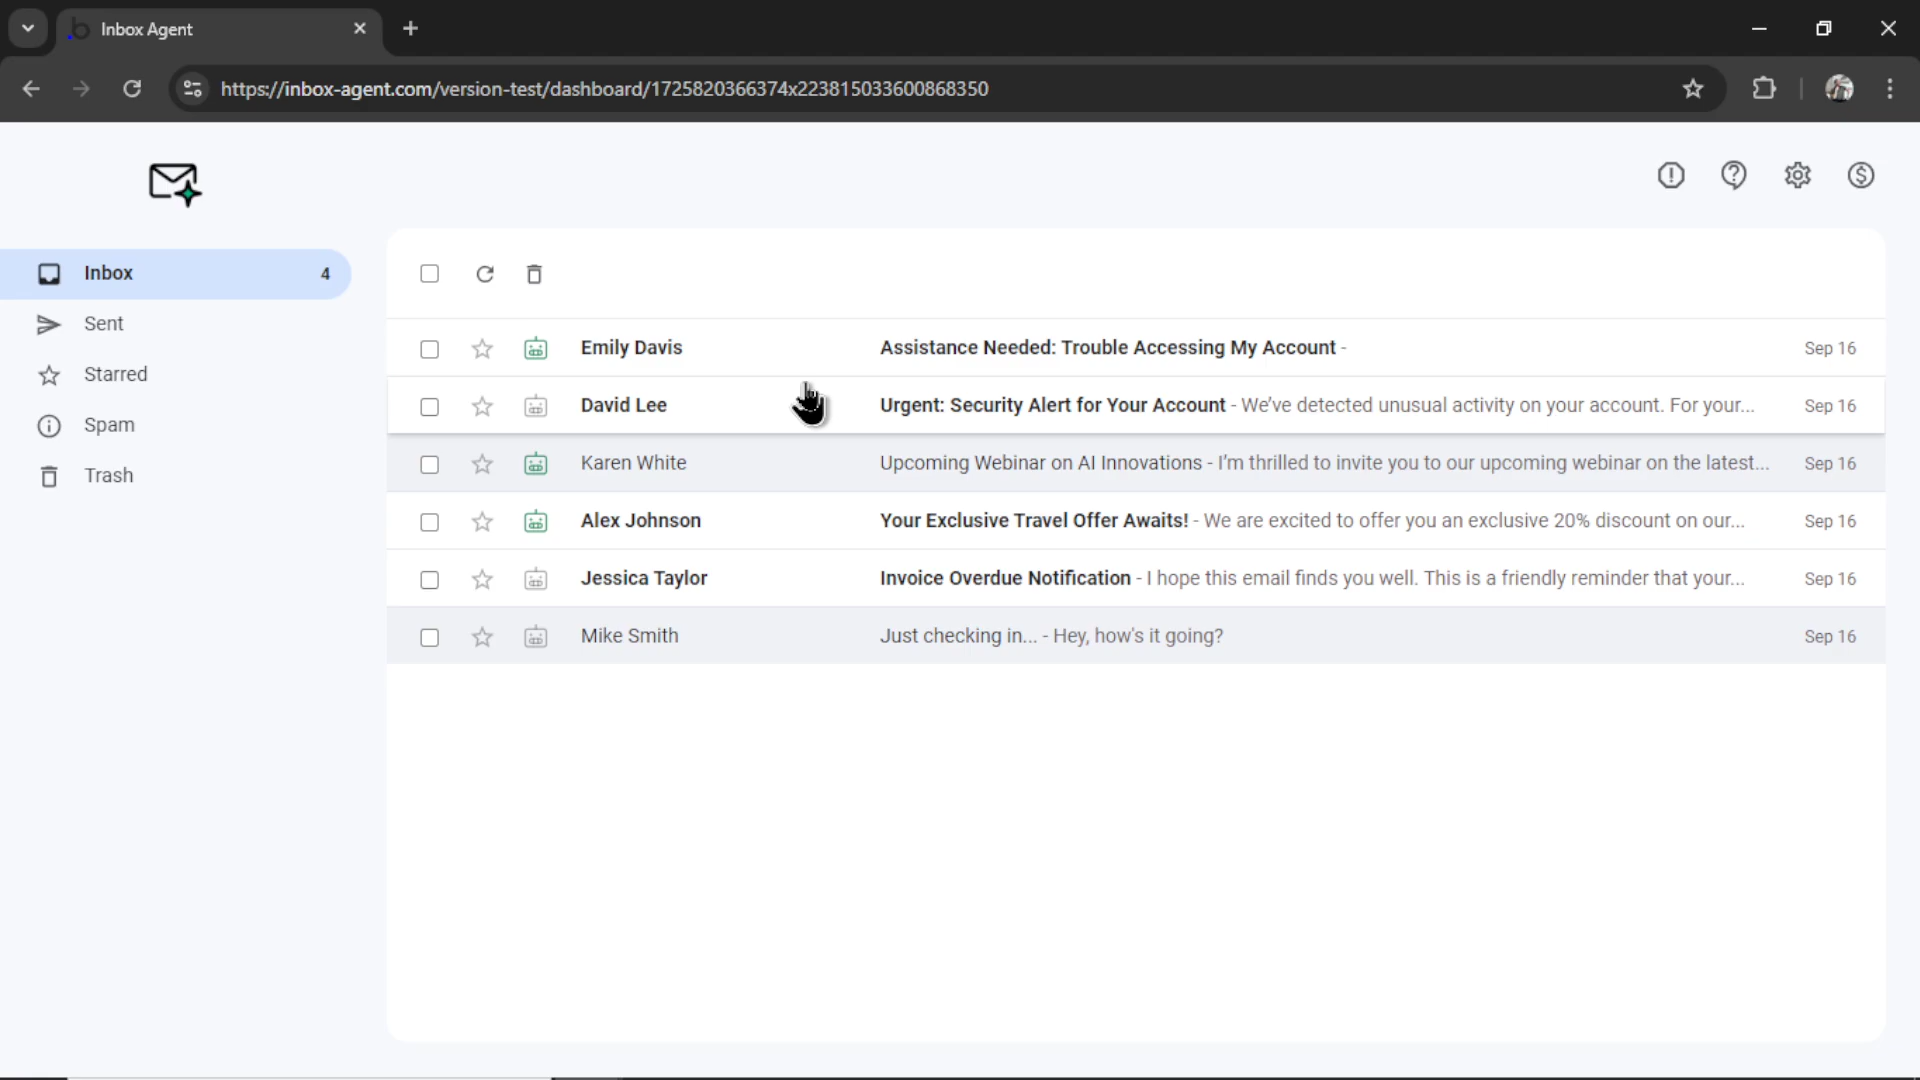 Inbox Agent
https://inbox-agent.com/version-test/dashboard/1725820366374x223815033600868350
Inbox 4
Sent
Starred
Spam
Trash
Emily Davis Assistance Needed: Trouble Accessing My Account - Sep 16
David Lee Urgent: Security Alert for Your Account - We've detected unusual activity on your account. For your... Sep 16
Karen White Upcoming Webinar on AI Innovations - I'm thrilled to invite you to our upcoming webinar on the latest... Sep 16
Alex Johnson Your Exclusive Travel Offer Awaits! - We are excited to offer you an exclusive 20% discount on our... Sep 16
Jessica Taylor Invoice Overdue Notification - I hope this email finds you well. This is a friendly reminder that your... Sep 16
Mike Smith Just checking in... - Hey, how's it going? Sep 16